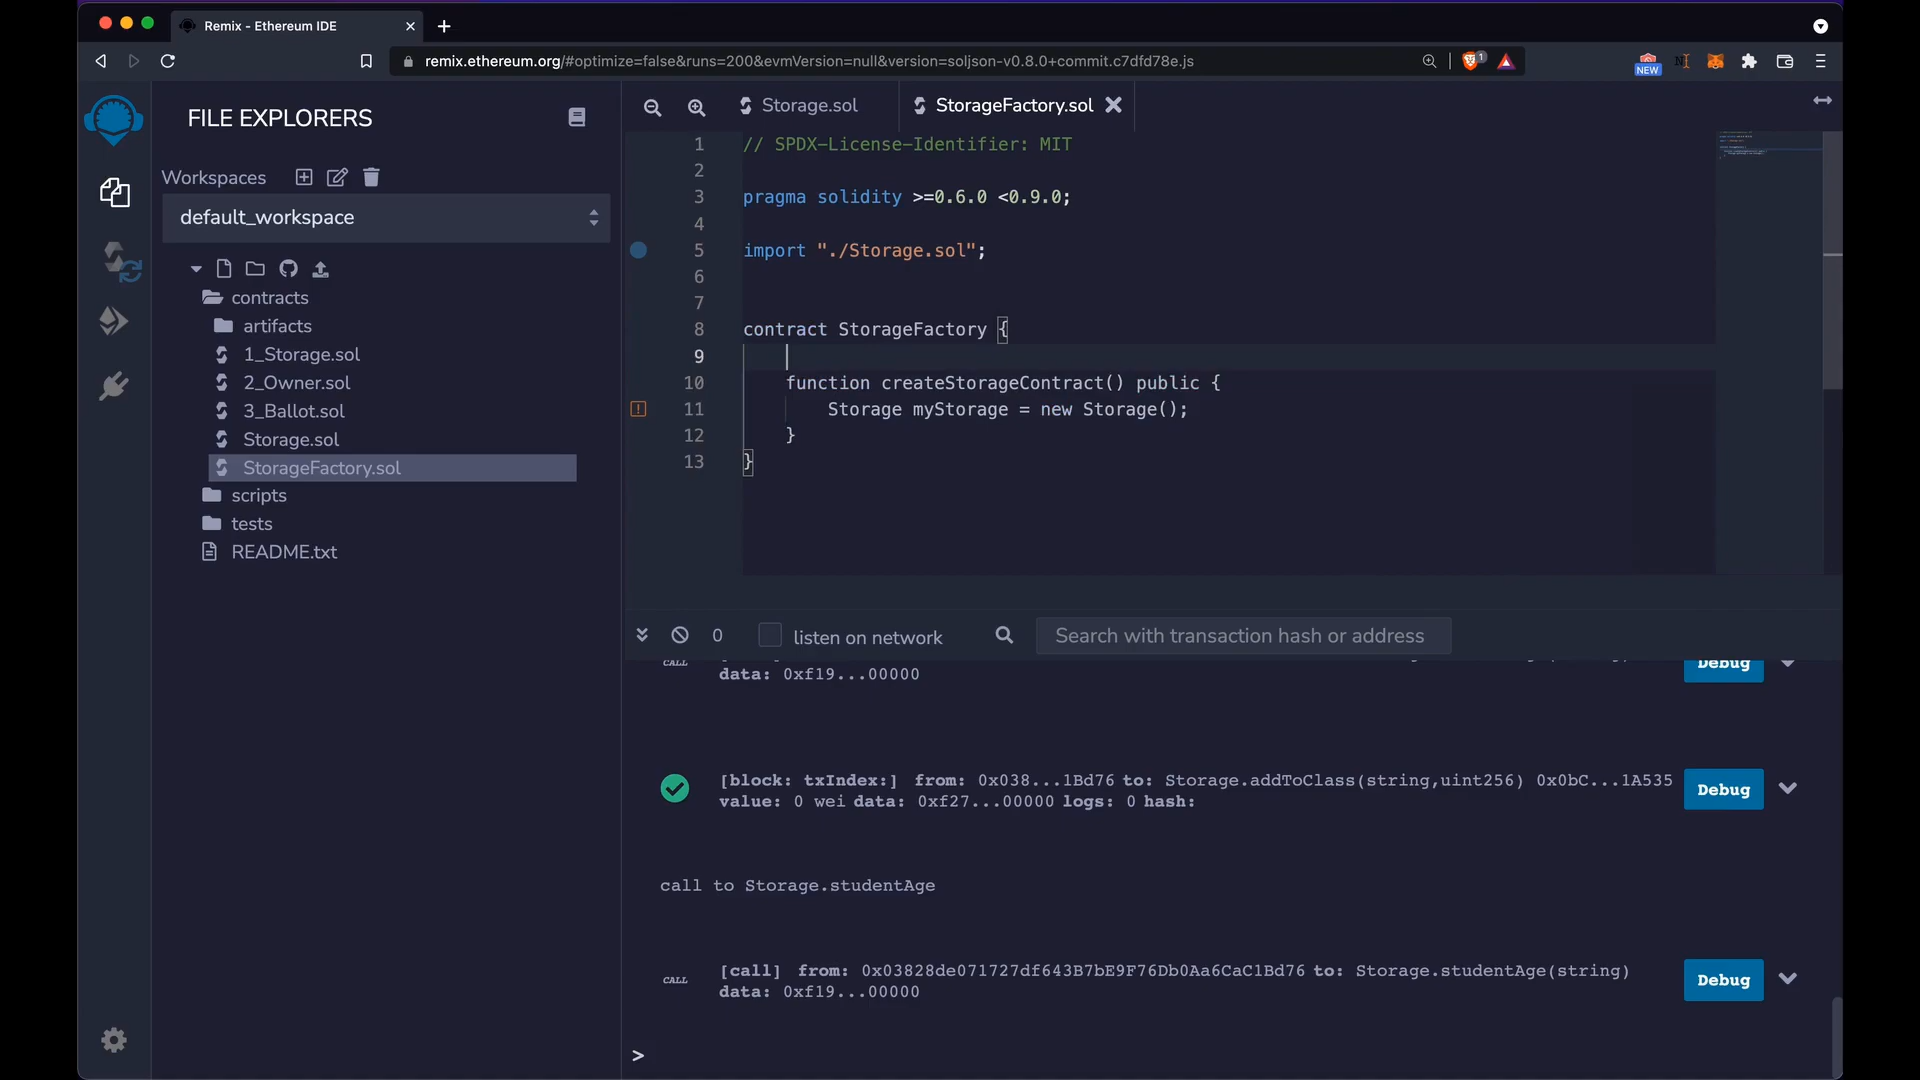 Remix - Ethereum IDE
remix.ethereum.org/#optimize=false&runs=200&evmVersion=null&version=soljson-v0.8.0+commit.c7dfd78e.js
1
NEW
FILE EXPLORERS
Workspaces
default_workspace
contracts
artifacts
1_Storage.sol
2_Owner.sol
3_Ballot.sol
Storage.sol
StorageFactory.sol
scripts
tests
README.txt
Storage.sol
StorageFactory.sol
1 // SPDX-License-Identifier: MIT
2
3 pragma solidity >=0.6.0 <0.9.0;
4
5 import "./Storage.sol";
6
7
8 contract StorageFactory {
9
10 function createStorageContract() public {
11 Storage myStorage = new Storage();
12 }
13 }
0
listen on network
Search with transaction hash or address
CALL
data: 0xf19...00000
Debug
[block: txIndex:] from: 0x038...1Bd76 to: Storage.addToClass(string,uint256) 0x0bC...1A535
value: 0 wei data: 0xf27...00000 logs: 0 hash:
Debug
call to Storage.studentAge
CALL
[call] from: 0x03828de071727df643B7bE9F76Db0Aa6CaC1Bd76 to: Storage.studentAge(string)
data: 0xf19...00000
Debug
>